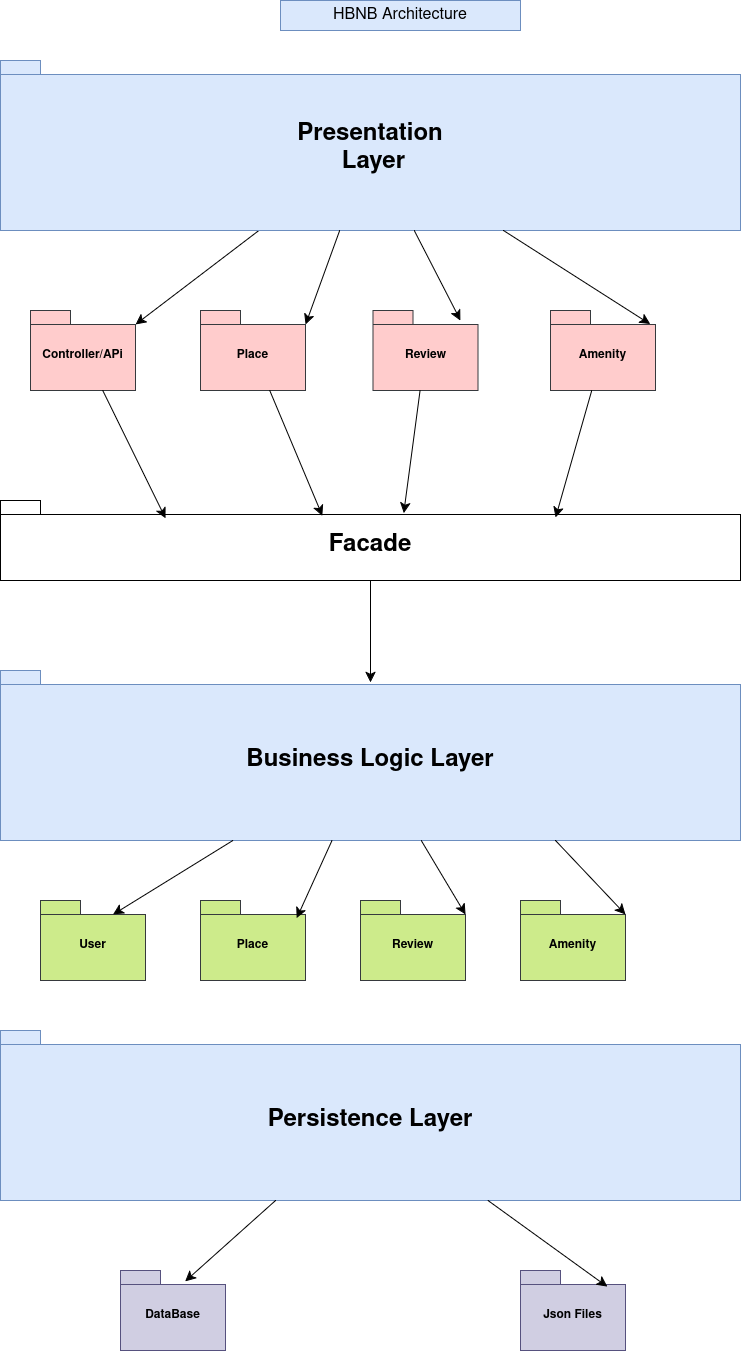 HBNB Architecture
Presentation
Layer
Controller/APi
Place
Review
Amenity
Facade
Business Logic Layer
User
Place
Review
Amenity
Persistence Layer
DataBase
Json Files